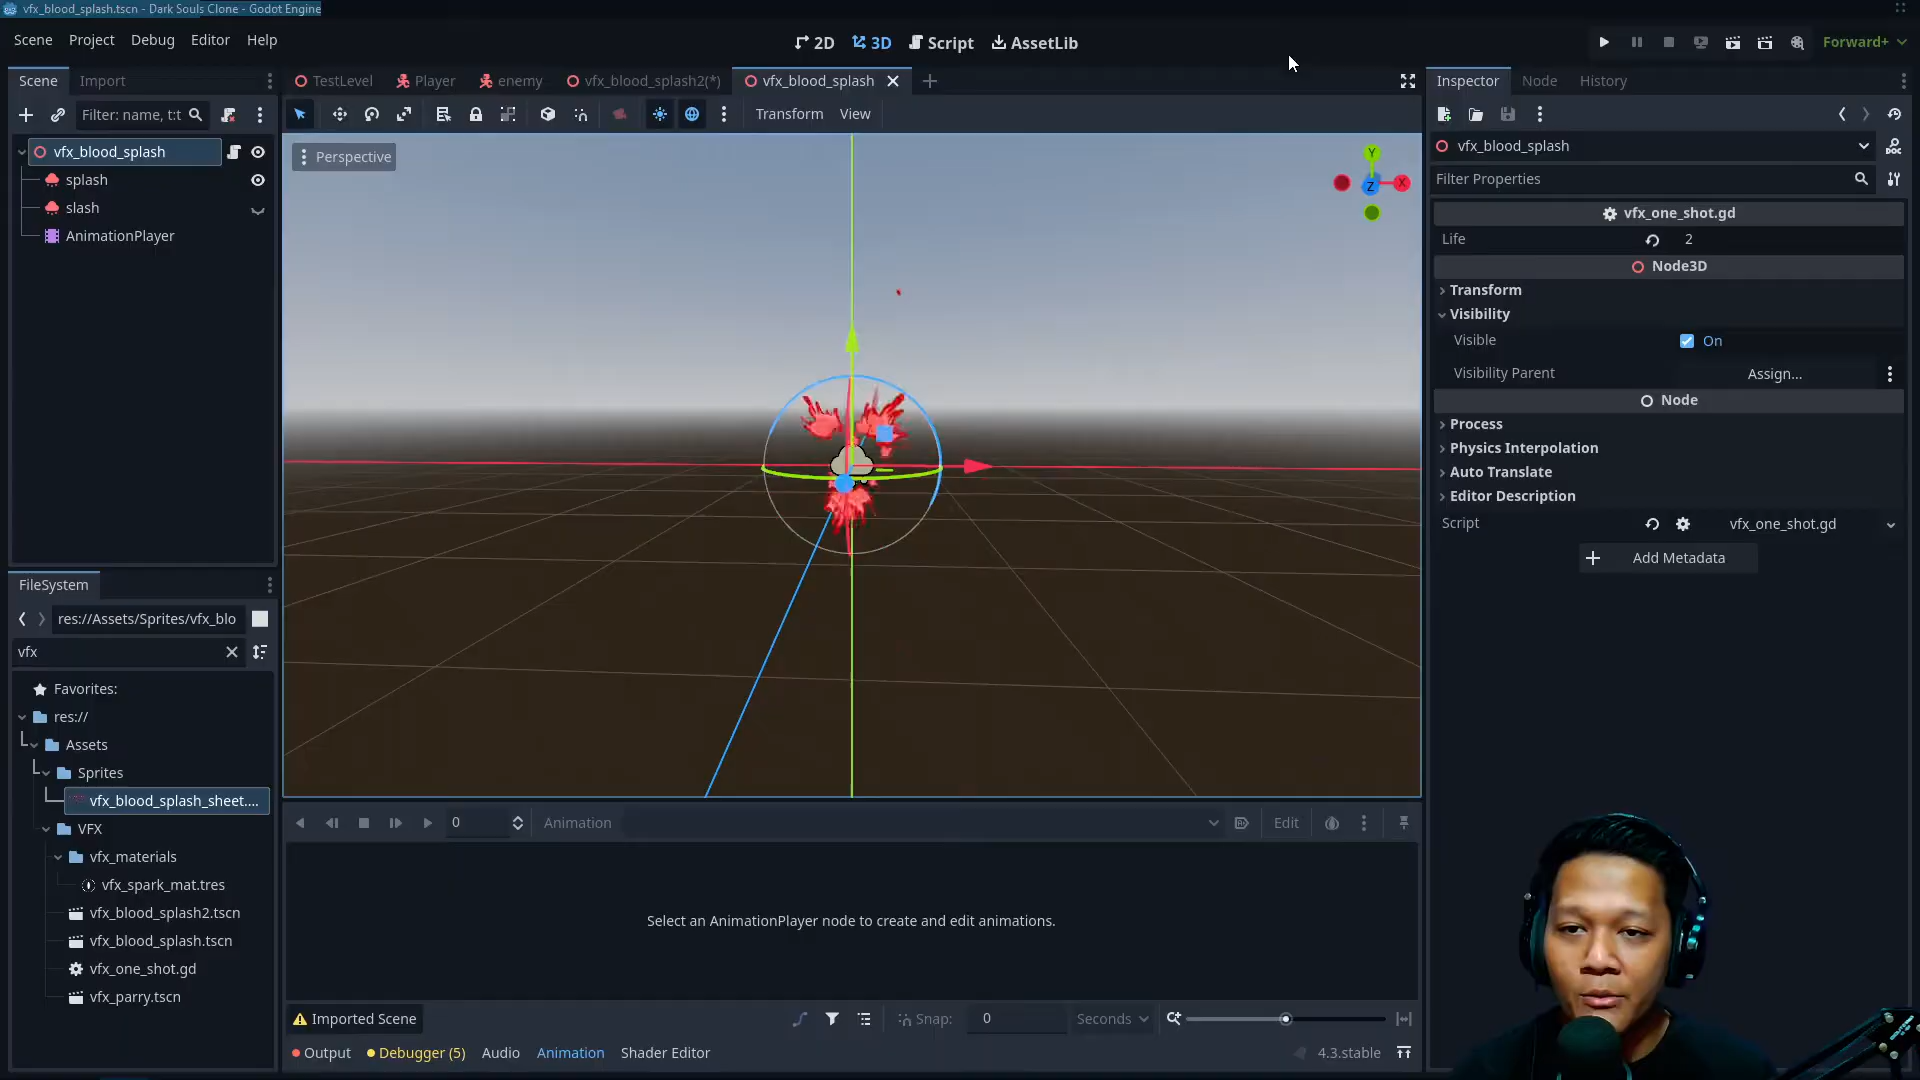 vfx_blood_splash.tscn - Dark Souls Clone - Godot Engine
Scene Project Debug Editor Help
2D 3D Script AssetLib
Forward+
Scene Import
TestLevel Player enemy vfx_blood_splash2(*) vfx_blood_splash
Inspector Node History
Filter: name, t:t
Transform View
vfx_blood_splash
splash
slash
AnimationPlayer
Perspective
Y
X
Z
vfx_blood_splash
Filter Properties
vfx_one_shot.gd
Life 2
Node3D
Transform
Visibility
Visible On
Visibility Parent Assign...
Node
Process
Physics Interpolation
Auto Translate
Editor Description
Script vfx_one_shot.gd
Add Metadata
FileSystem
res://Assets/Sprites/vfx_blo
vfx
Favorites:
res://
Assets
Sprites
vfx_blood_splash_sheet....
VFX
vfx_materials
vfx_spark_mat.tres
vfx_blood_splash2.tscn
vfx_blood_splash.tscn
vfx_one_shot.gd
vfx_parry.tscn
0 Animation Edit
Select an AnimationPlayer node to create and edit animations.
Imported Scene
Snap: 0 Seconds
Output Debugger (5) Audio Animation Shader Editor
4.3.stable